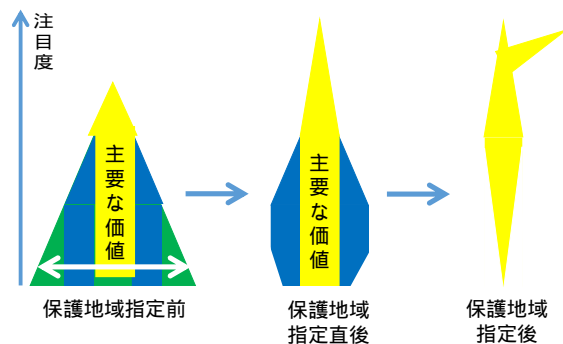 注目度
主要な価値
主要な価値
保護地域指定前
保護地域
指定直後
保護地域
指定後